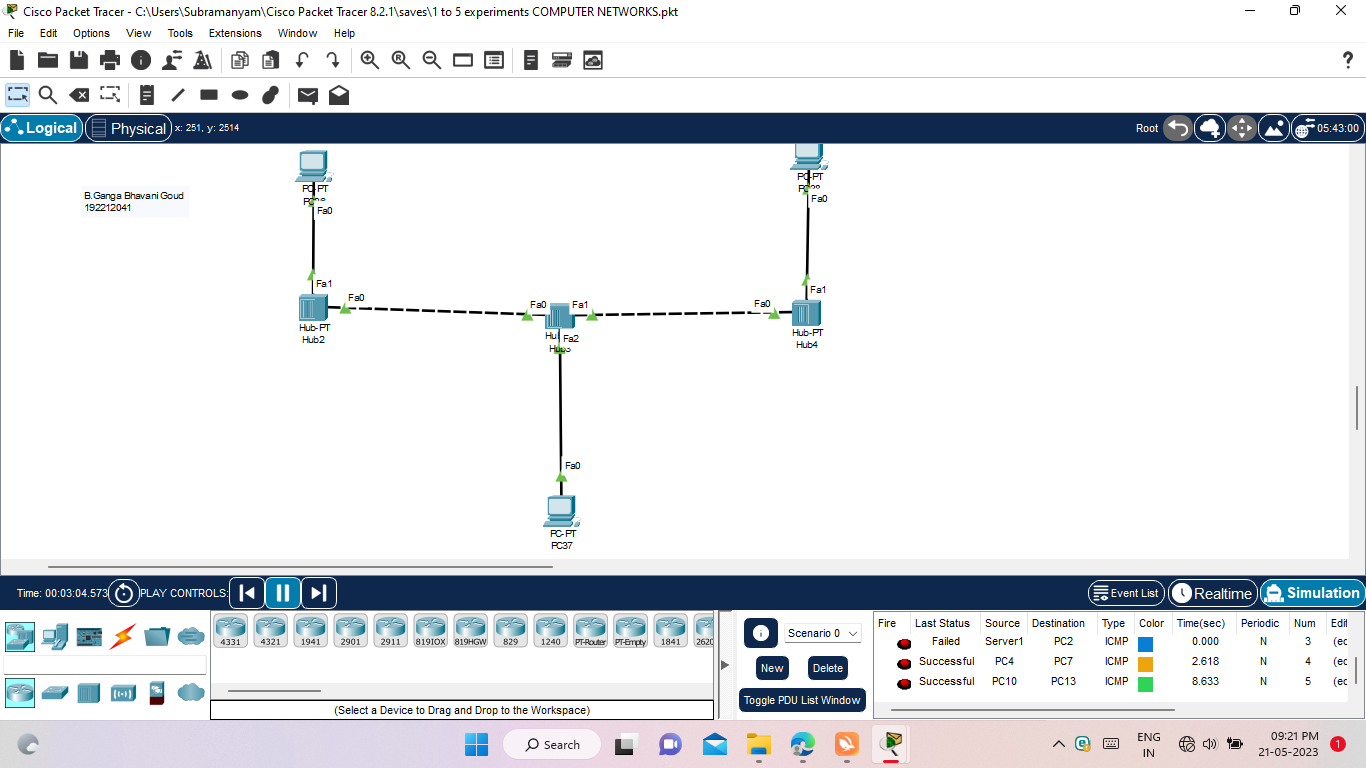 Cisco Packet Tracer - C:\Users\Subramanyam\Cisco Packet Tracer 8.2.1\saves\1 to 5 experiments COMPUTER NETWORKS.pkt
File Edit Options View Tools Extensions Window Help
Logical Physical x: 251, y: 2514 Root 05:43:00
PC-PT
Fa0
PC-PT
Fa0
B.Ganga Bhavani Goud
192212041
Fa1
Fa0
Hub-PT
Hub2
Fa0 Fa1
Fa2
Fa1
Fa0
Hub-PT
Hub4
Fa0
PC-PT
PC37
Time: 00:03:04.573 PLAY CONTROLS: Event List Realtime Simulation
4331 4321 1941 2901 2911 819IOX 819HGW 829 1240 PT-Router PT-Empty 1841 2620
(Select a Device to Drag and Drop to the Workspace)
Scenario 0
New Delete
Toggle PDU List Window
Fire Last Status Source Destination Type Color Time(sec) Periodic Num Edit
Failed Server1 PC2 ICMP 0.000 N 3 (ec
Successful PC4 PC7 ICMP 2.618 N 4 (ec
Successful PC10 PC13 ICMP 8.633 N 5 (ec
Search
ENG
IN
09:21 PM
21-05-2023
1